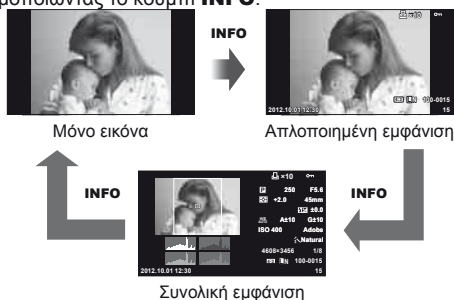 μοποιώντας το κουμπί INFO.
INFO
×10
2012.10.01 12:30
N 100-0015
15
Μόνο εικόνα
Απλοποιημένη εμφάνιση
INFO
INFO
×10
P 250 F5.6
+2.0 45mm
±0.0
A±10 G±10
ISO 400 Adobe
Natural
4608×3456 1/8
N 100-0015
2012.10.01 12:30 15
Συνολική εμφάνιση